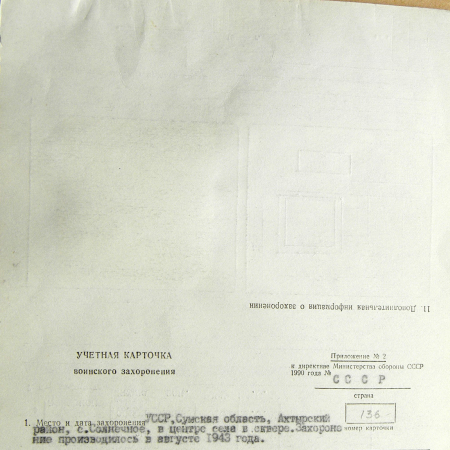 11. Дополнительная информация о захоронении
УЧЕТНАЯ КАРТОЧКА
воинского захоронения
Приложение № 2
к директиве Министерства обороны СССР
1990 года №
СССР
страна
136
номер карточки
1. Место и дата захоронения УССР, Сумская область, Ахтырский
район, с.Солнечное, в центре села в сквере. Захороне
ние производилось в августе 1943 года.